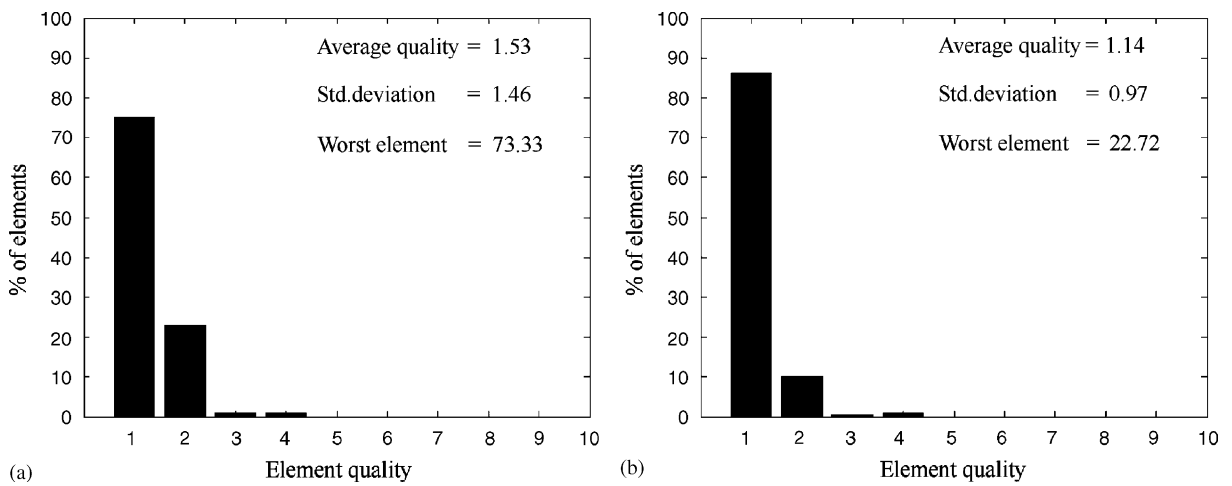 100
90
80
70
60
50
40
30
20
10
0
% of elements
Average quality = 1.53
Std.deviation = 1.46
Worst element = 73.33
1 2 3 4 5 6 7 8 9 10
Element quality
(a)
100
90
80
70
60
50
40
30
20
10
0
% of elements
Average quality = 1.14
Std.deviation = 0.97
Worst element = 22.72
1 2 3 4 5 6 7 8 9 10
Element quality
(b)